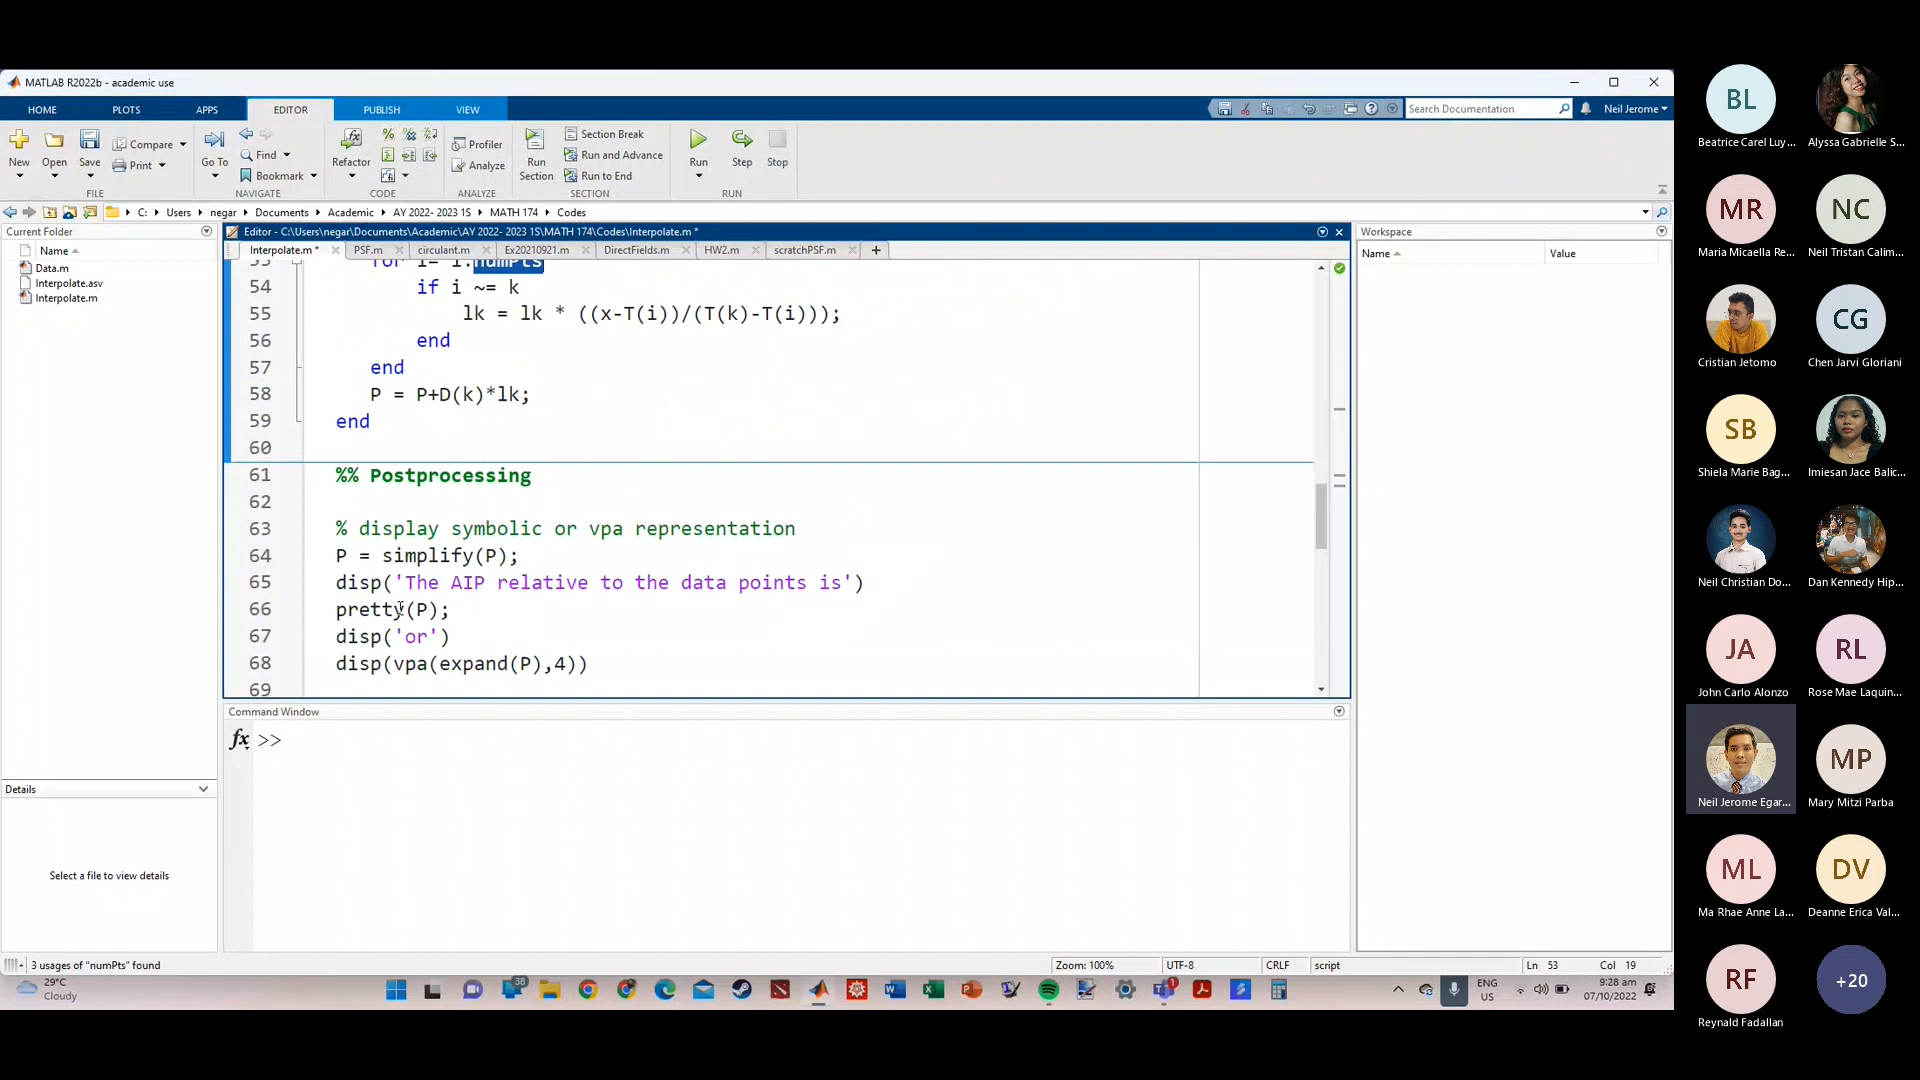 MATLAB R2022b - academic use
HOME PLOTS APPS EDITOR PUBLISH VIEW
Search Documentation
Neil Jerome
New Open Save Compare Print
FILE
Go To Find Bookmark
NAVIGATE
Refactor
CODE
Profiler Analyze
ANALYZE
Run Section
Section Break
Run and Advance
Run to End
SECTION
Run Step Stop
RUN
C: Users negar Documents Academic AY 2022- 2023 1S MATH 174 Codes
Current Folder
Name
Data.m
Interpolate.asv
Interpolate.m
Details
Select a file to view details
Editor - C:\Users\negar\Documents\Academic\AY 2022- 2023 1S\MATH 174\Codes\Interpolate.m *
Interpolate.m * PSF.m circulant.m Ex20210921.m DirectFields.m HW2.m scratchPSF.m +
53 for i= 1:numPts
54 if i ~= k
55 lk = lk * ((x-T(i))/(T(k)-T(i)));
56 end
57 end
58 P = P+D(k)*lk;
59 end
60
61 %% Postprocessing
62
63 % display symbolic or vpa representation
64 P = simplify(P);
65 disp('The AIP relative to the data points is')
66 pretty(P);
67 disp('or')
68 disp(vpa(expand(P),4))
69
Command Window
fx >>
Workspace
Name Value
3 usages of "numPts" found
Zoom: 100% UTF-8 CRLF script Ln 53 Col 19
29°C
Cloudy
38
1
ENG
US
9:28 am
07/10/2022
BL
Beatrice Carel Luy...
Alyssa Gabrielle S...
MR
Maria Micaella Re...
NC
Neil Tristan Calim...
Cristian Jetomo
CG
Chen Jarvi Gloriani
SB
Shiela Marie Bag...
Imiesan Jace Balic...
Neil Christian Do...
Dan Kennedy Hip...
JA
John Carlo Alonzo
RL
Rose Mae Laquin...
Neil Jerome Egar...
MP
Mary Mitzi Parba
ML
Ma Rhae Anne La...
DV
Deanne Erica Val...
RF
Reynald Fadallan
+20